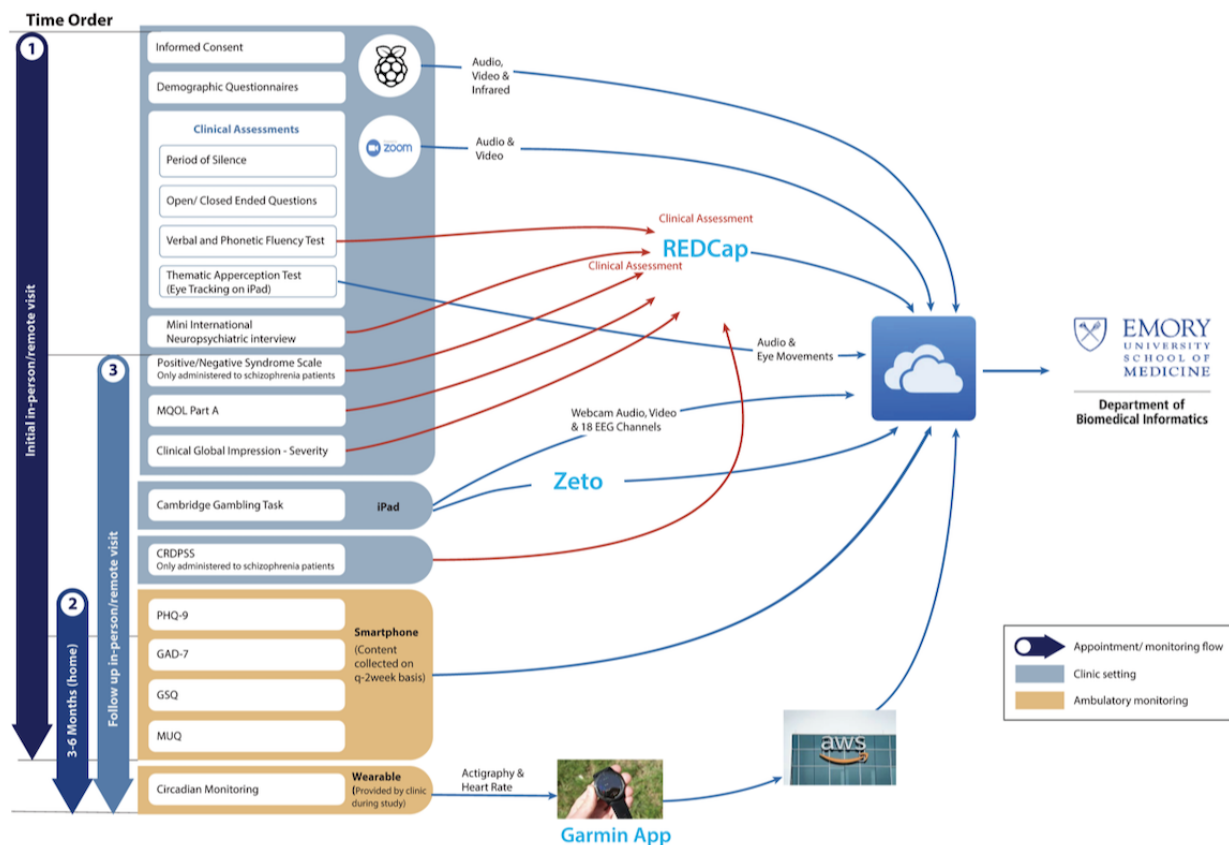 Time Order
1
Initial in-person/remote visit
2
3-6 Months (home)
3
Follow up in-person/remote visit
Informed Consent
Demographic Questionnaires
Clinical Assessments
Period of Silence
Open/ Closed Ended Questions
Verbal and Phonetic Fluency Test
Thematic Apperception Test
(Eye Tracking on iPad)
Mini International
Neuropsychiatric interview
Positive/Negative Syndrome Scale
Only administered to schizophrenia patients
MQOL Part A
Clinical Global Impression - Severity
zoom
Cambridge Gambling Task
iPad
CRDPSS
Only administered to schizophrenia patients
PHQ-9
GAD-7
GSQ
MUQ
Smartphone
(Content
collected on
q-2week basis)
Circadian Monitoring
Wearable
(Provided by clinic
during study)
Audio,
Video &
Infrared
Audio &
Video
Clinical Assessment
REDCap
Clinical Assessment
Audio &
Eye Movements
Webcam Audio, Video
& 18 EEG Channels
Zeto
Actigraphy &
Heart Rate
Garmin App
aws
EMORY
UNIVERSITY
SCHOOL OF
MEDICINE
Department of
Biomedical Informatics
Appointment/ monitoring flow
Clinic setting
Ambulatory monitoring